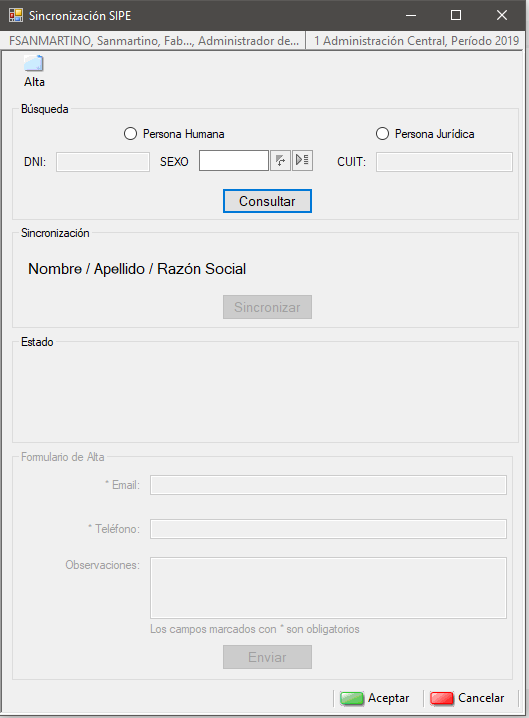 Sincronización SIPE
FSANMARTINO, Sanmartino, Fab..., Administrador de... 1 Administración Central, Período 2019
Alta
Búsqueda
Persona Humana Persona Jurídica
DNI: SEXO CUIT:
Consultar
Sincronización
Nombre / Apellido / Razón Social
Sincronizar
Estado
Formulario de Alta
* Email:
* Teléfono:
Observaciones:
Los campos marcados con * son obligatorios
Enviar
Aceptar Cancelar